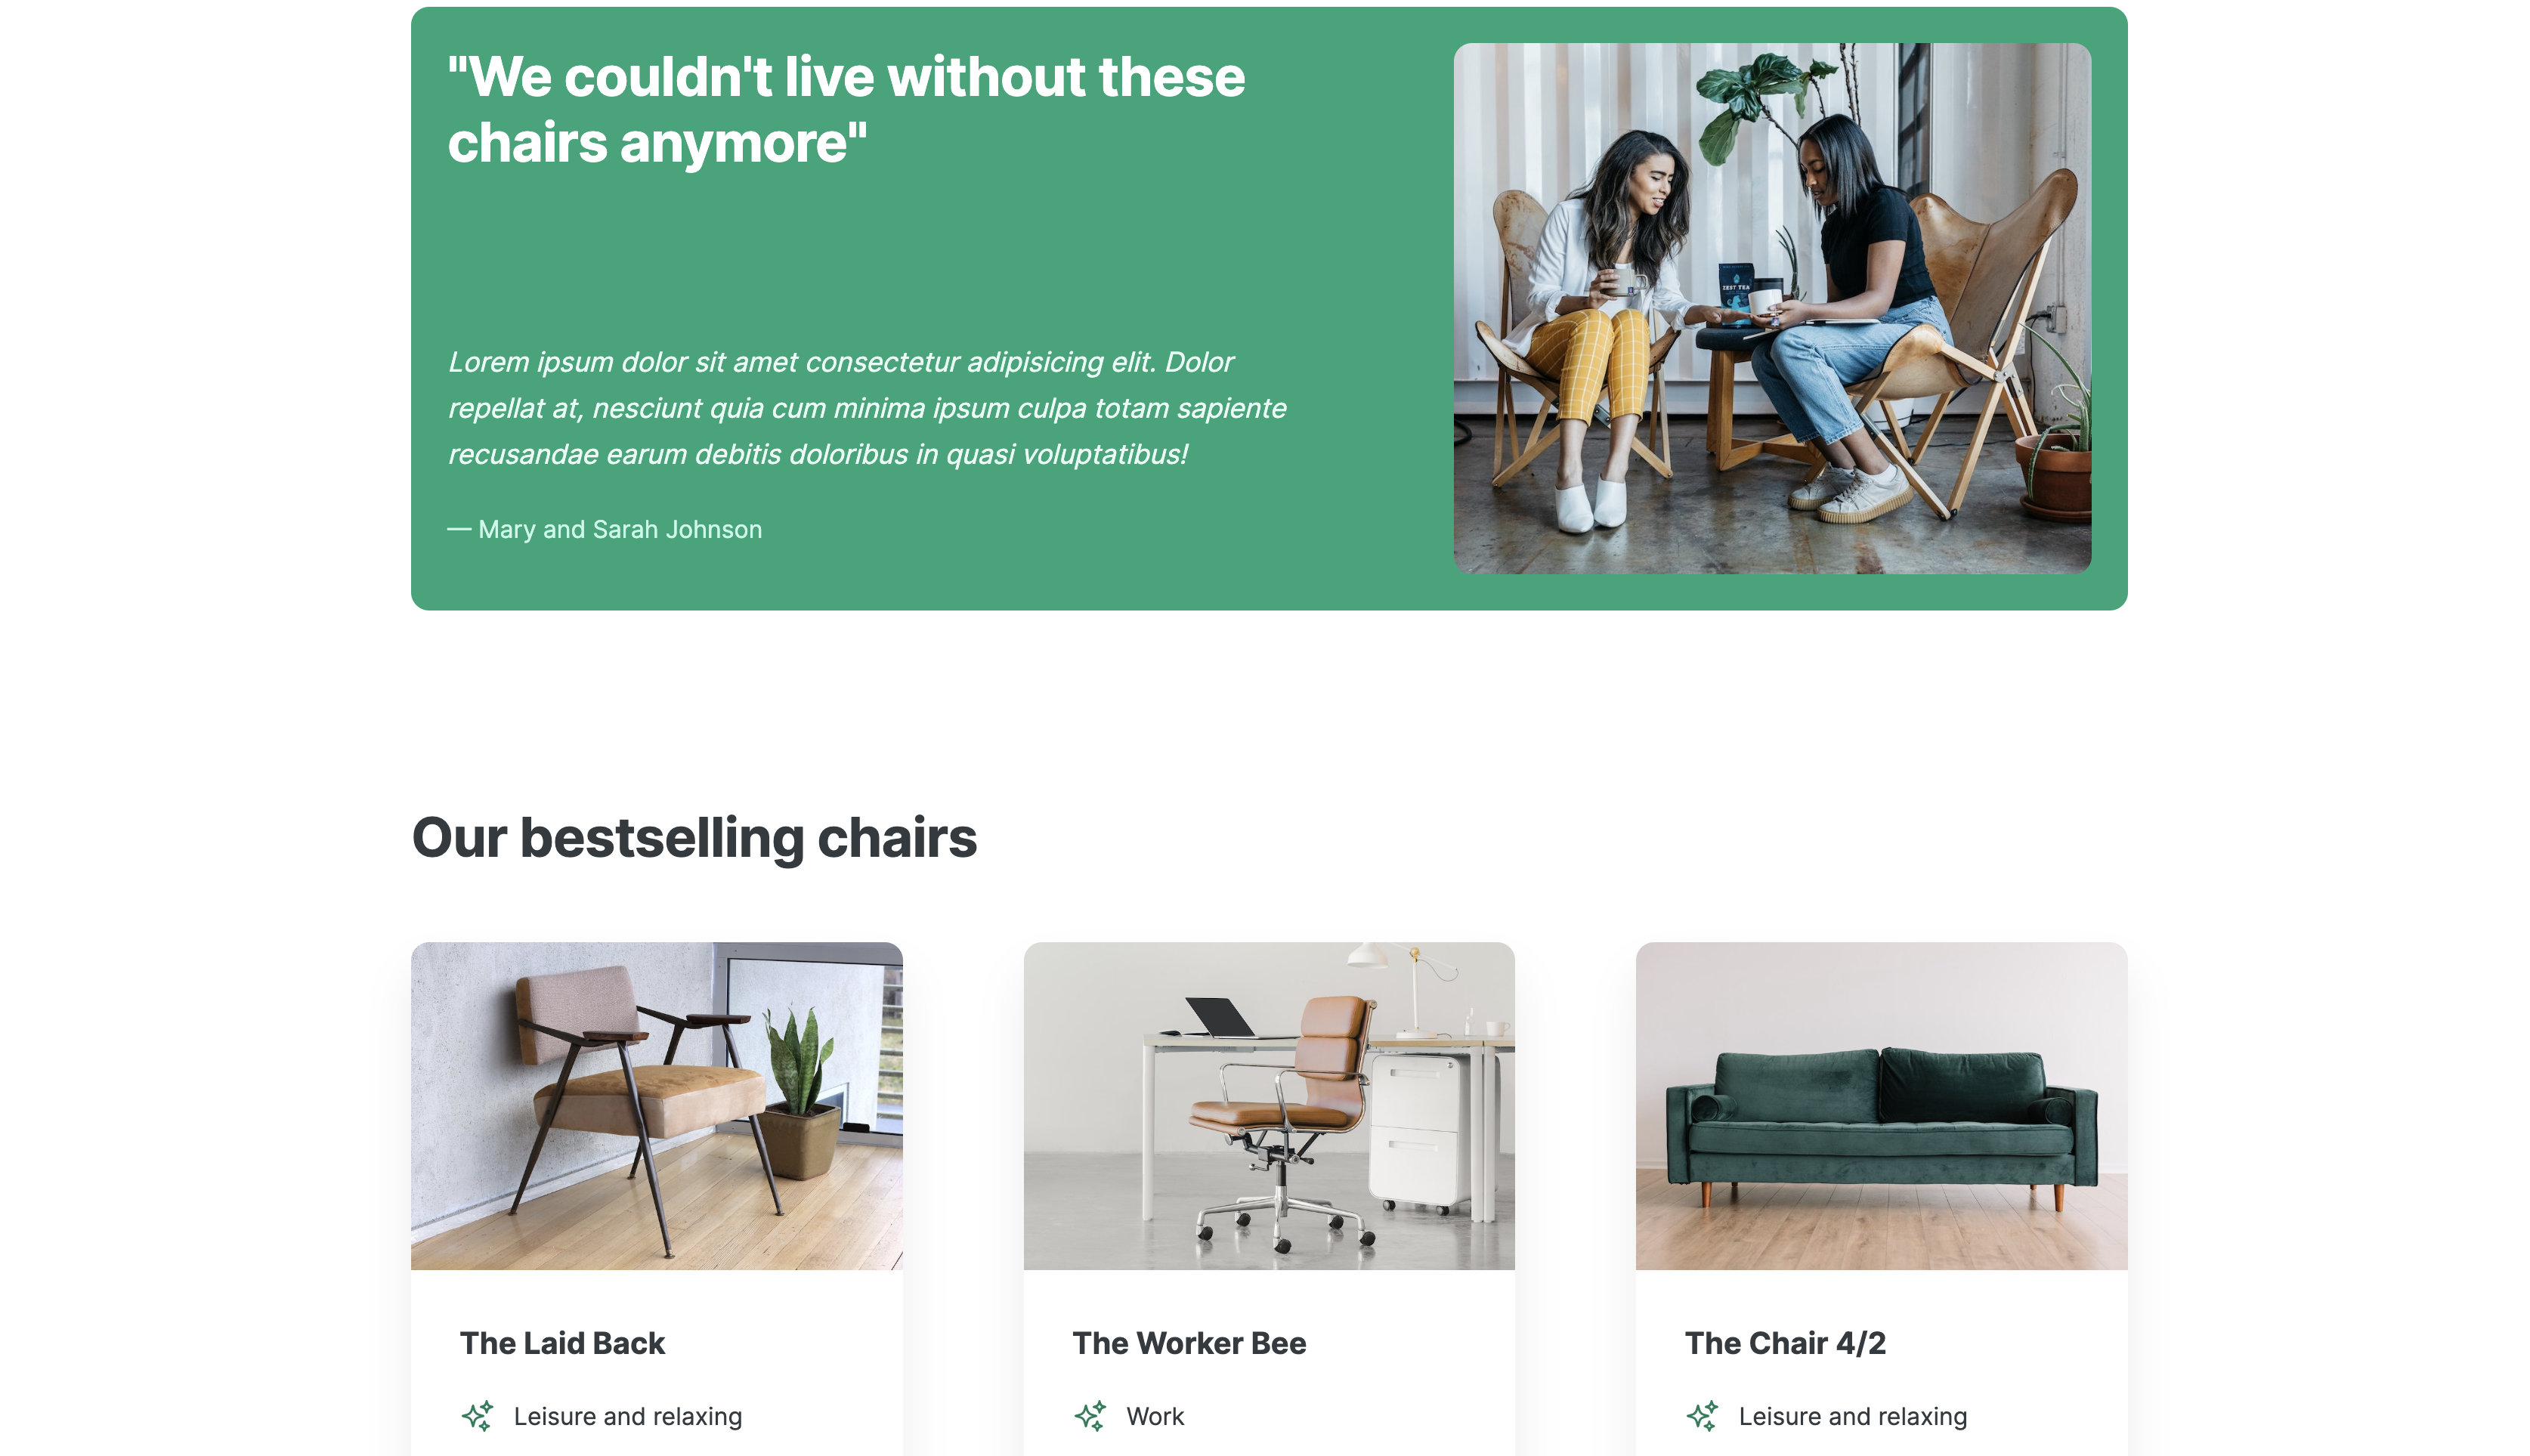 "We couldn't live without these
chairs anymore"
Lorem ipsum dolor sit amet consectetur adipisicing elit. Dolor
repellat at, nesciunt quia cum minima ipsum culpa totam sapiente
recusandae earum debitis doloribus in quasi voluptatibus!
— Mary and Sarah Johnson
ZEST TEA
Our bestselling chairs
The Laid Back
The Worker Bee
The Chair 4/2
Leisure and relaxing
Work
Leisure and relaxing